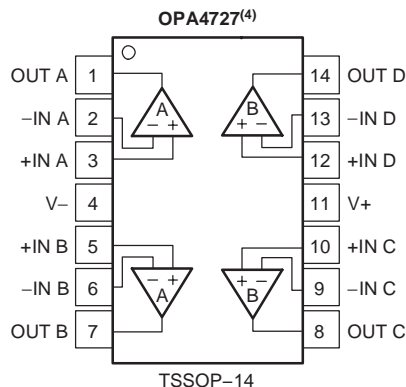 OPA4727(4)
OUT A 1 14 OUT D
−IN A 2 A B 13 −IN D
− + + −
+IN A 3 12 +IN D
V− 4 11 V+
+IN B 5 10 +IN C
− + + −
−IN B 6 A B 9 −IN C
OUT B 7 8 OUT C
TSSOP−14